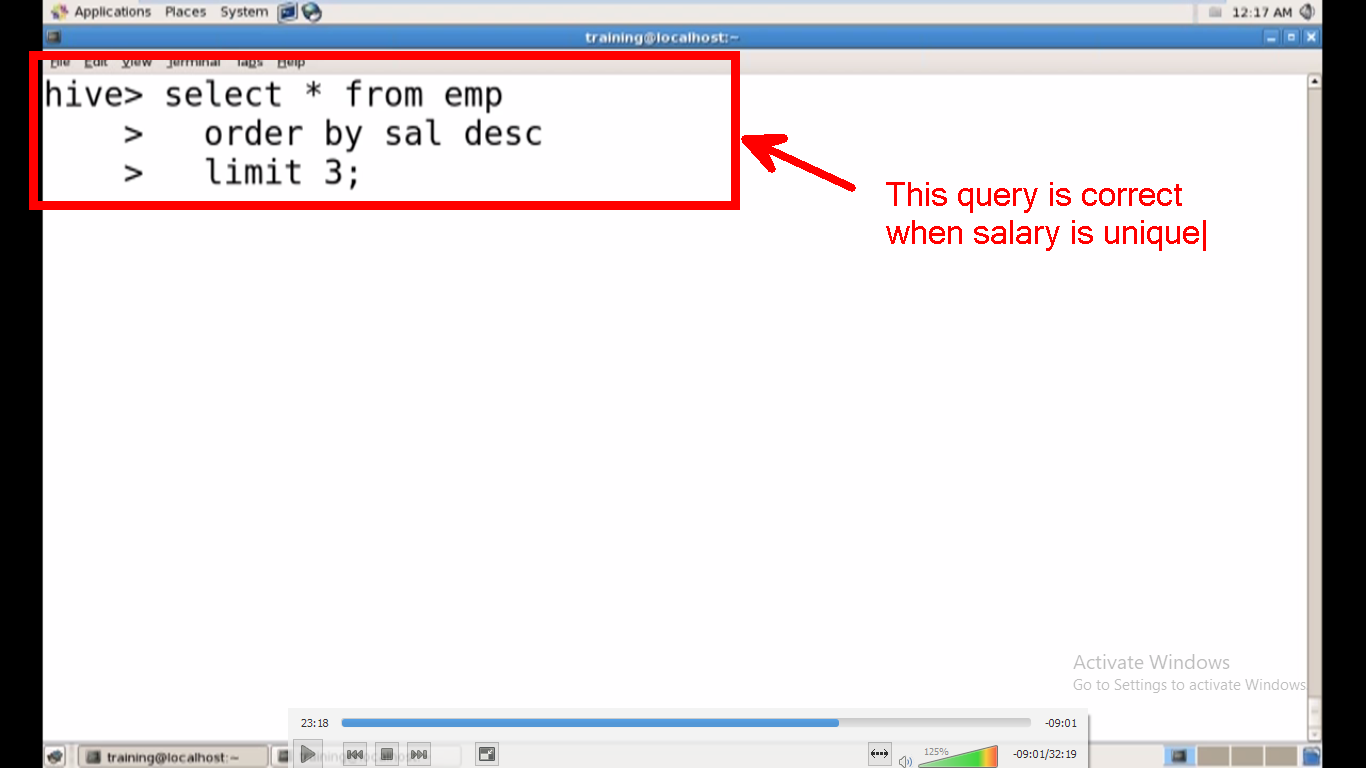 Applications Places System 12:17 AM
training@localhost:~
File Edit View Terminal Tabs Help
hive> select * from emp
> order by sal desc
> limit 3;
This query is correct
when salary is unique
Activate Windows
Go to Settings to activate Windows
23:18 -09:01
125%
-09:01/32:19
training@localhost:~